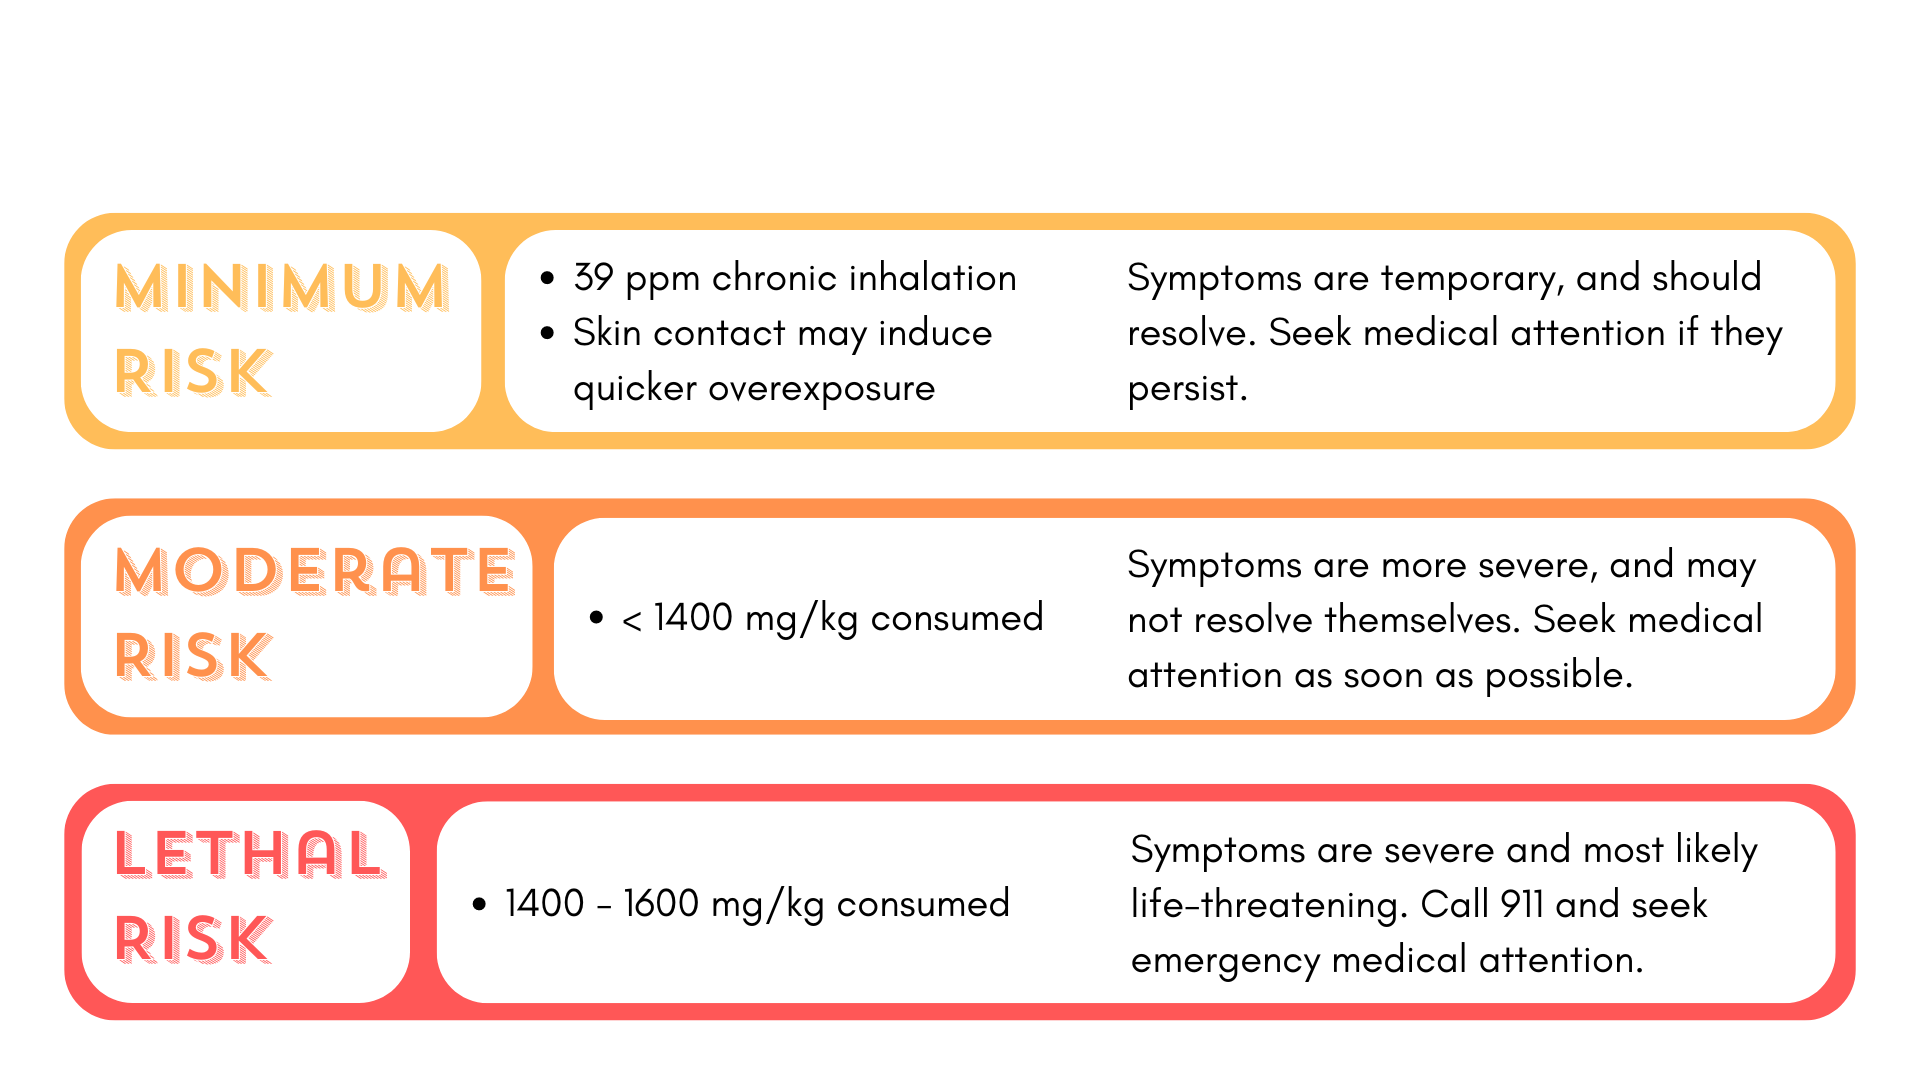 MINIMUM
RISK
• 39 ppm chronic inhalation
• Skin contact may induce
quicker overexposure
Symptoms are temporary, and should
resolve. Seek medical attention if they
persist.
MODERATE
RISK
• < 1400 mg/kg consumed
Symptoms are more severe, and may
not resolve themselves. Seek medical
attention as soon as possible.
LETHAL
RISK
• 1400 - 1600 mg/kg consumed
Symptoms are severe and most likely
life-threatening. Call 911 and seek
emergency medical attention.